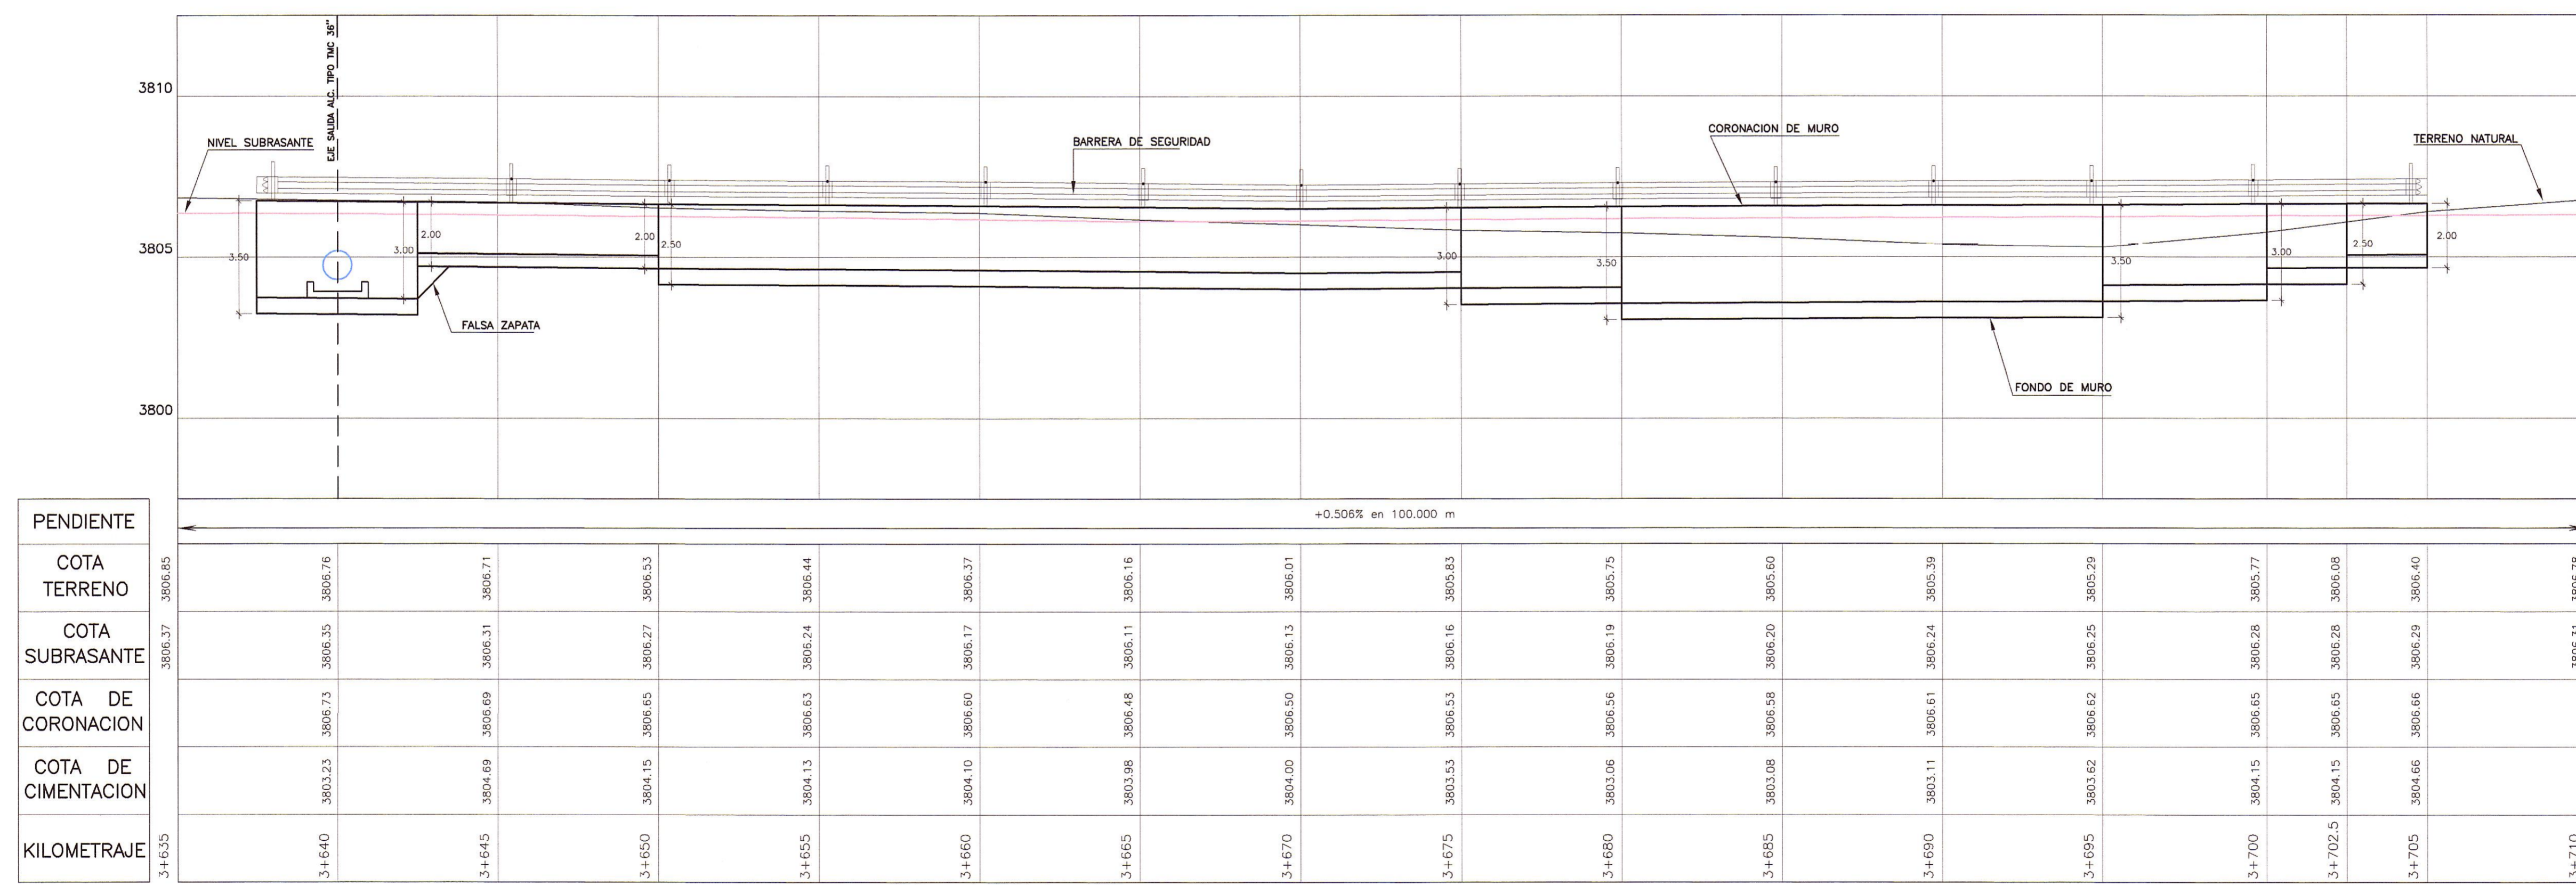 EJE SALIDA ALC. TIPO TMC 36"
3810
3805
3800
NIVEL SUBRASANTE
BARRERA DE SEGURIDAD
CORONACION DE MURO
TERRENO NATURAL
3.50
3.00
2.00
2.00
2.50
3.00
3.50
3.50
3.00
2.50
2.00
FALSA ZAPATA
FONDO DE MURO
PENDIENTE
+0.506% en 100.000 m
COTA
TERRENO
3806.85 3806.76 3806.71 3806.53 3806.44 3806.37 3806.16 3806.01 3805.83 3805.75 3805.60 3805.39 3805.29 3805.77 3806.08 3806.40 3806.78
COTA
SUBRASANTE
3806.37 3806.35 3806.31 3806.27 3806.24 3806.17 3806.11 3806.13 3806.16 3806.19 3806.20 3806.24 3806.25 3806.28 3806.28 3806.29 3806.31
COTA DE
CORONACION
3806.73 3806.69 3806.65 3806.63 3806.60 3806.48 3806.50 3806.53 3806.56 3806.58 3806.61 3806.62 3806.65 3806.65 3806.66
COTA DE
CIMENTACION
3803.23 3804.69 3804.15 3804.13 3804.10 3803.98 3804.00 3803.53 3803.06 3803.08 3803.11 3803.62 3804.15 3804.15 3804.66
KILOMETRAJE
3+635 3+640 3+645 3+650 3+655 3+660 3+665 3+670 3+675 3+680 3+685 3+690 3+695 3+700 3+702.5 3+705 3+710